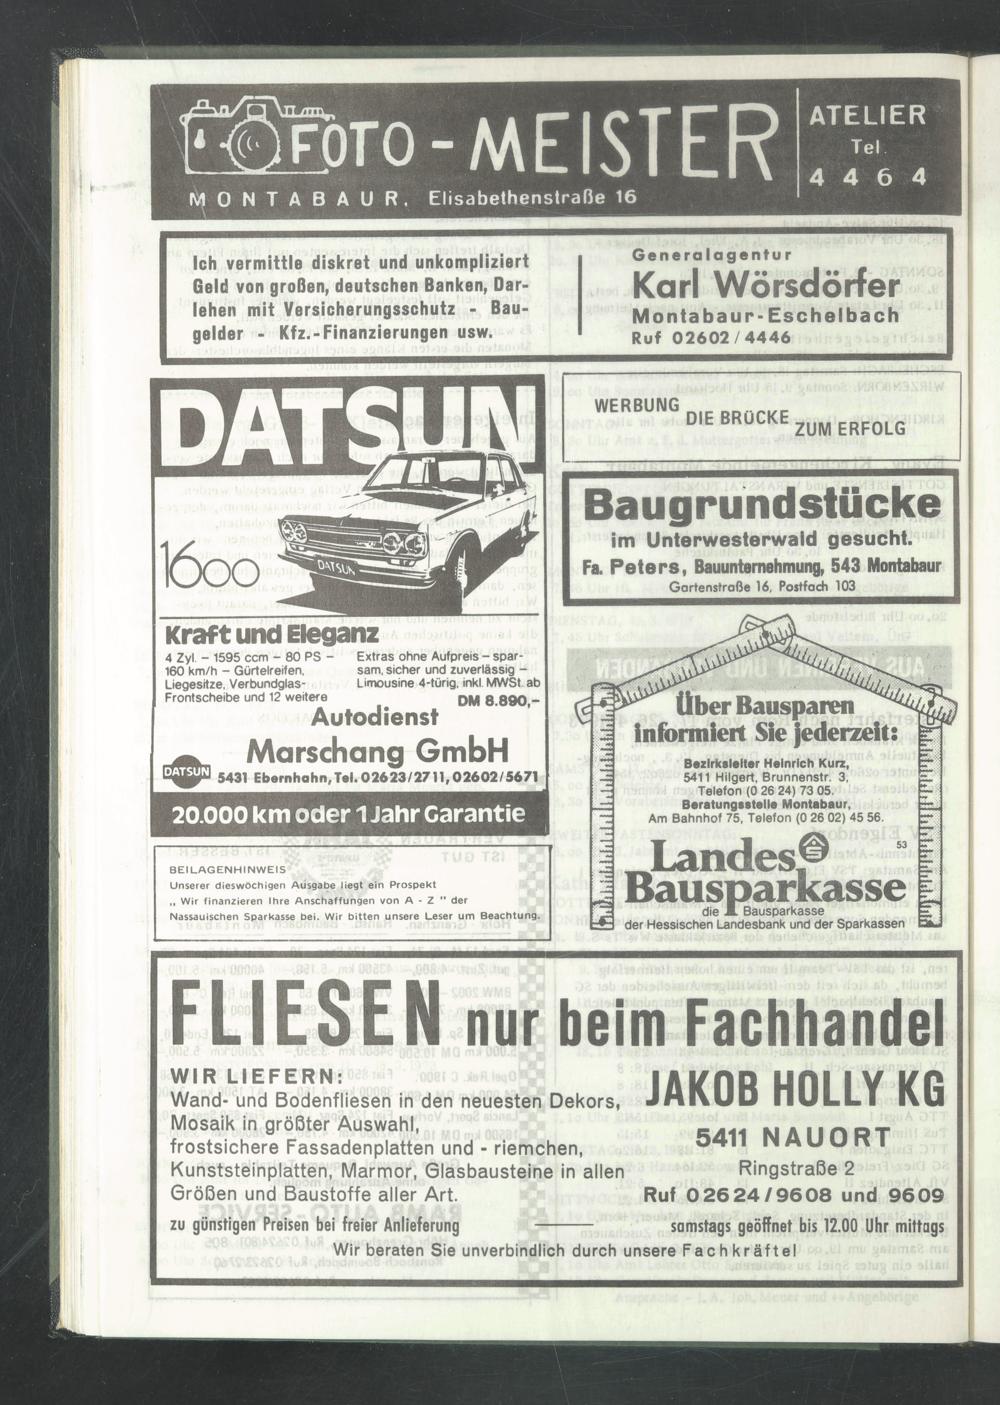 FOTO - MEISTER
MONTABAUR, Elisabethenstraße 16
ATELIER
Tel.
4 4 6 4
Ich vermittle diskret und unkompliziert
Geld von großen, deutschen Banken, Dar-
lehen mit Versicherungsschutz - Bau-
gelder - Kfz.-Finanzierungen usw.
Generalagentur
Karl Wörsdörfer
Montabaur-Eschelbach
Ruf 02602/4446
DATSUN
1600
DATSUN
Kraft und Eleganz
4 Zyl. – 1595 ccm – 80 PS –
160 km/h – Gürtelreifen,
Liegesitze, Verbundglas-
Frontscheibe und 12 weitere
Extras ohne Aufpreis – spar-
sam, sicher und zuverlässig –
Limousine 4-türig, inkl. MWSt. ab
DM 8.890,–
Autodienst
Marschang GmbH
DATSUN
5431 Ebernhahn, Tel. 02623/2711, 02602/5671
20.000 km oder 1 Jahr Garantie
BEILAGENHINWEIS
Unserer dieswöchigen Ausgabe liegt ein Prospekt
„ Wir finanzieren Ihre Anschaffungen von A - Z " der
Nassauischen Sparkasse bei. Wir bitten unsere Leser um Beachtung.
WERBUNG DIE BRÜCKE ZUM ERFOLG
Baugrundstücke
im Unterwesterwald gesucht.
Fa. Peters, Bauunternehmung, 543 Montabaur
Gartenstraße 16, Postfach 103
Über Bausparen
informiert Sie jederzeit:
Bezirksleiter Heinrich Kurz,
5411 Hilgert, Brunnenstr. 3,
Telefon (0 26 24) 73 05.
Beratungsstelle Montabaur,
Am Bahnhof 75, Telefon (0 26 02) 45 56.
53
Landes
Bausparkasse
die Bausparkasse
der Hessischen Landesbank und der Sparkassen
FLIESEN nur beim Fachhandel
WIR LIEFERN:
Wand- und Bodenfliesen in den neuesten Dekors,
Mosaik in größter Auswahl,
frostsichere Fassadenplatten und - riemchen,
Kunststeinplatten, Marmor, Glasbausteine in allen
Größen und Baustoffe aller Art.
zu günstigen Preisen bei freier Anlieferung
JAKOB HOLLY KG
5411 NAUORT
Ringstraße 2
Ruf 02624/9608 und 9609
samstags geöffnet bis 12.00 Uhr mittags
Wir beraten Sie unverbindlich durch unsere Fachkräfte!